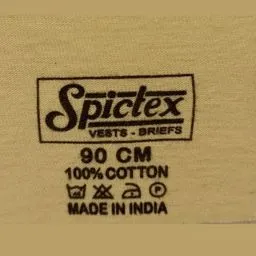 Spictex
VESTS - BRIEFS
90 CM
100% COTTON
P
MADE IN INDIA